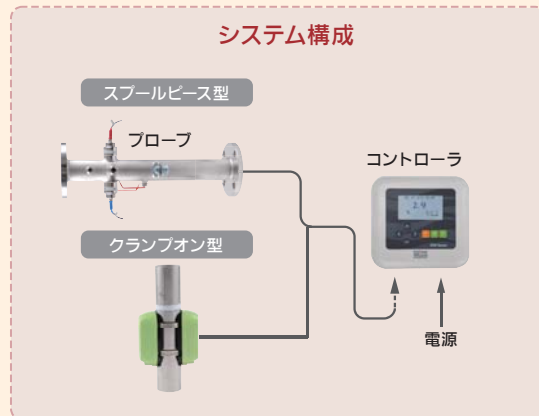 システム構成
スプールピース型
プローブ
コントローラ
クランプオン型
電源